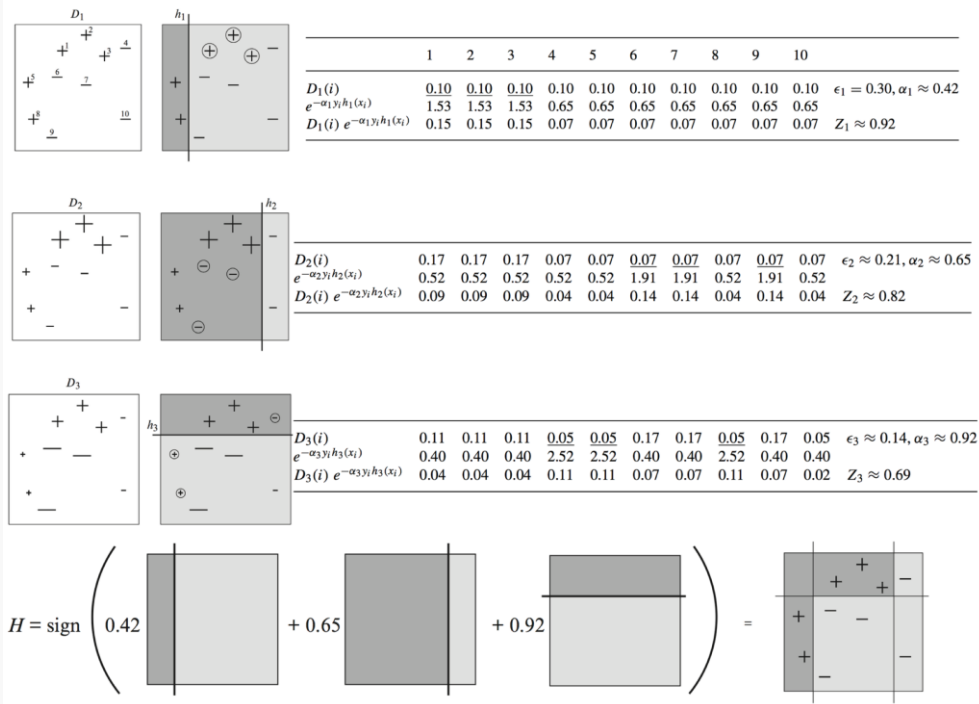 D₁ h₁
+1 +2 +3 −4
+5 −6 −7
+8 −9 −10
1 2 3 4 5 6 7 8 9 10
D₁(i) 0.10 0.10 0.10 0.10 0.10 0.10 0.10 0.10 0.10 0.10 ϵ₁ = 0.30, α₁ ≈ 0.42
e^{−α₁yᵢh₁(xᵢ)} 1.53 1.53 1.53 0.65 0.65 0.65 0.65 0.65 0.65 0.65
D₁(i) e^{−α₁yᵢh₁(xᵢ)} 0.15 0.15 0.15 0.07 0.07 0.07 0.07 0.07 0.07 0.07 Z₁ ≈ 0.92
D₂ h₂
D₂(i) 0.17 0.17 0.17 0.07 0.07 0.07 0.07 0.07 0.07 0.07 ϵ₂ ≈ 0.21, α₂ ≈ 0.65
e^{−α₂yᵢh₂(xᵢ)} 0.52 0.52 0.52 0.52 0.52 1.91 1.91 0.52 1.91 0.52
D₂(i) e^{−α₂yᵢh₂(xᵢ)} 0.09 0.09 0.09 0.04 0.04 0.14 0.14 0.04 0.14 0.04 Z₂ ≈ 0.82
D₃
h₃
D₃(i) 0.11 0.11 0.11 0.05 0.05 0.17 0.17 0.05 0.17 0.05 ϵ₃ ≈ 0.14, α₃ ≈ 0.92
e^{−α₃yᵢh₃(xᵢ)} 0.40 0.40 0.40 2.52 2.52 0.40 0.40 2.52 0.40 0.40
D₃(i) e^{−α₃yᵢh₃(xᵢ)} 0.04 0.04 0.04 0.11 0.11 0.07 0.07 0.11 0.07 0.02 Z₃ ≈ 0.69
H = sign ( 0.42 + 0.65 + 0.92 ) =